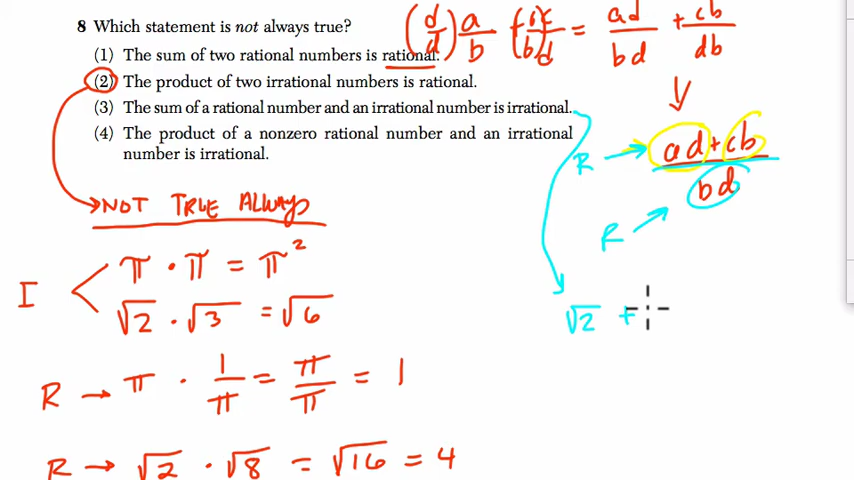 8 Which statement is not always true?
(1) The sum of two rational numbers is rational.
(2) The product of two irrational numbers is rational.
(3) The sum of a rational number and an irrational number is irrational.
(4) The product of a nonzero rational number and an irrational
number is irrational.
(d/d) a/b + c/d = ad/bd + cb/db
R → ad+cb
bd
R →
NOT TRUE ALWAYS
I < π · π = π²
√2 · √3 = √6
√2 +
R → π · 1/π = π/π = 1
R → √2 · √8 = √16 = 4